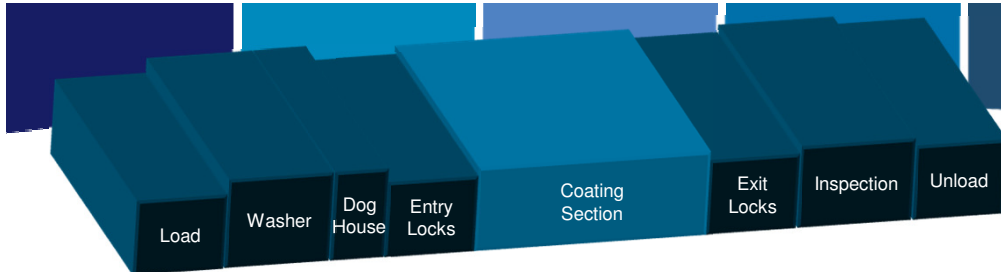 Load
Washer
Dog
House
Entry
Locks
Coating
Section
Exit
Locks
Inspection
Unload